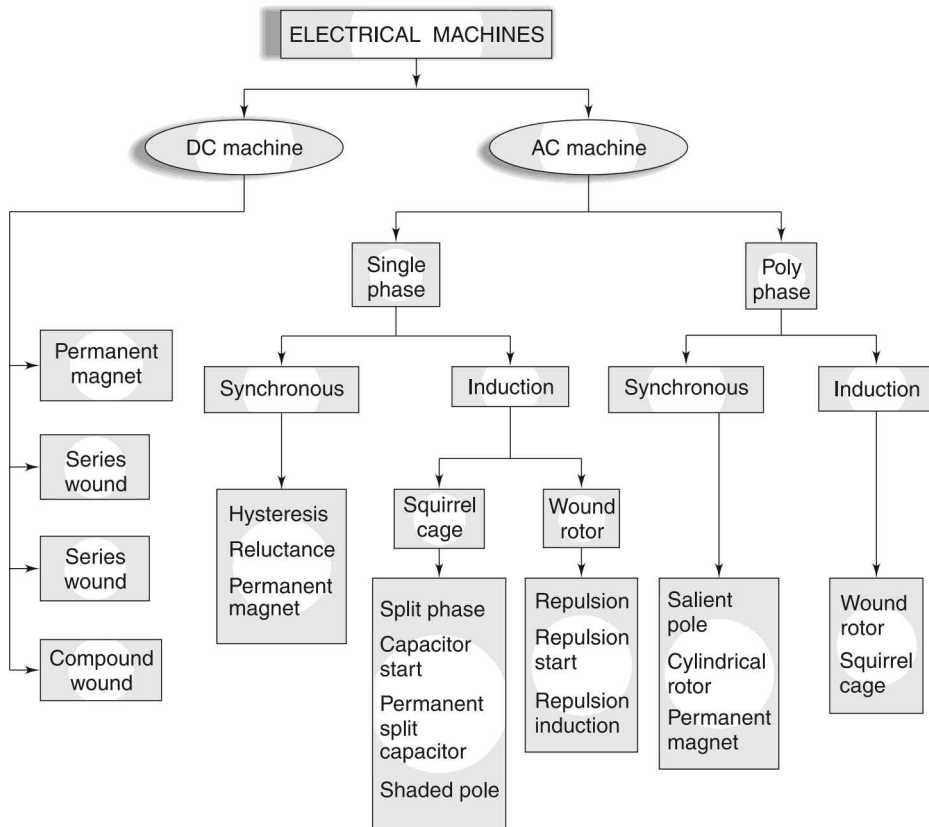 ELECTRICAL MACHINES
DC machine
AC machine
Single
phase
Poly
phase
Permanent
magnet
Synchronous
Induction
Synchronous
Induction
Series
wound
Squirrel
cage
Wound
rotor
Hysteresis
Reluctance
Permanent
magnet
Series
wound
Compound
wound
Split phase
Capacitor
start
Permanent
split
capacitor
Shaded pole
Repulsion
Repulsion
start
Repulsion
induction
Salient
pole
Cylindrical
rotor
Permanent
magnet
Wound
rotor
Squirrel
cage